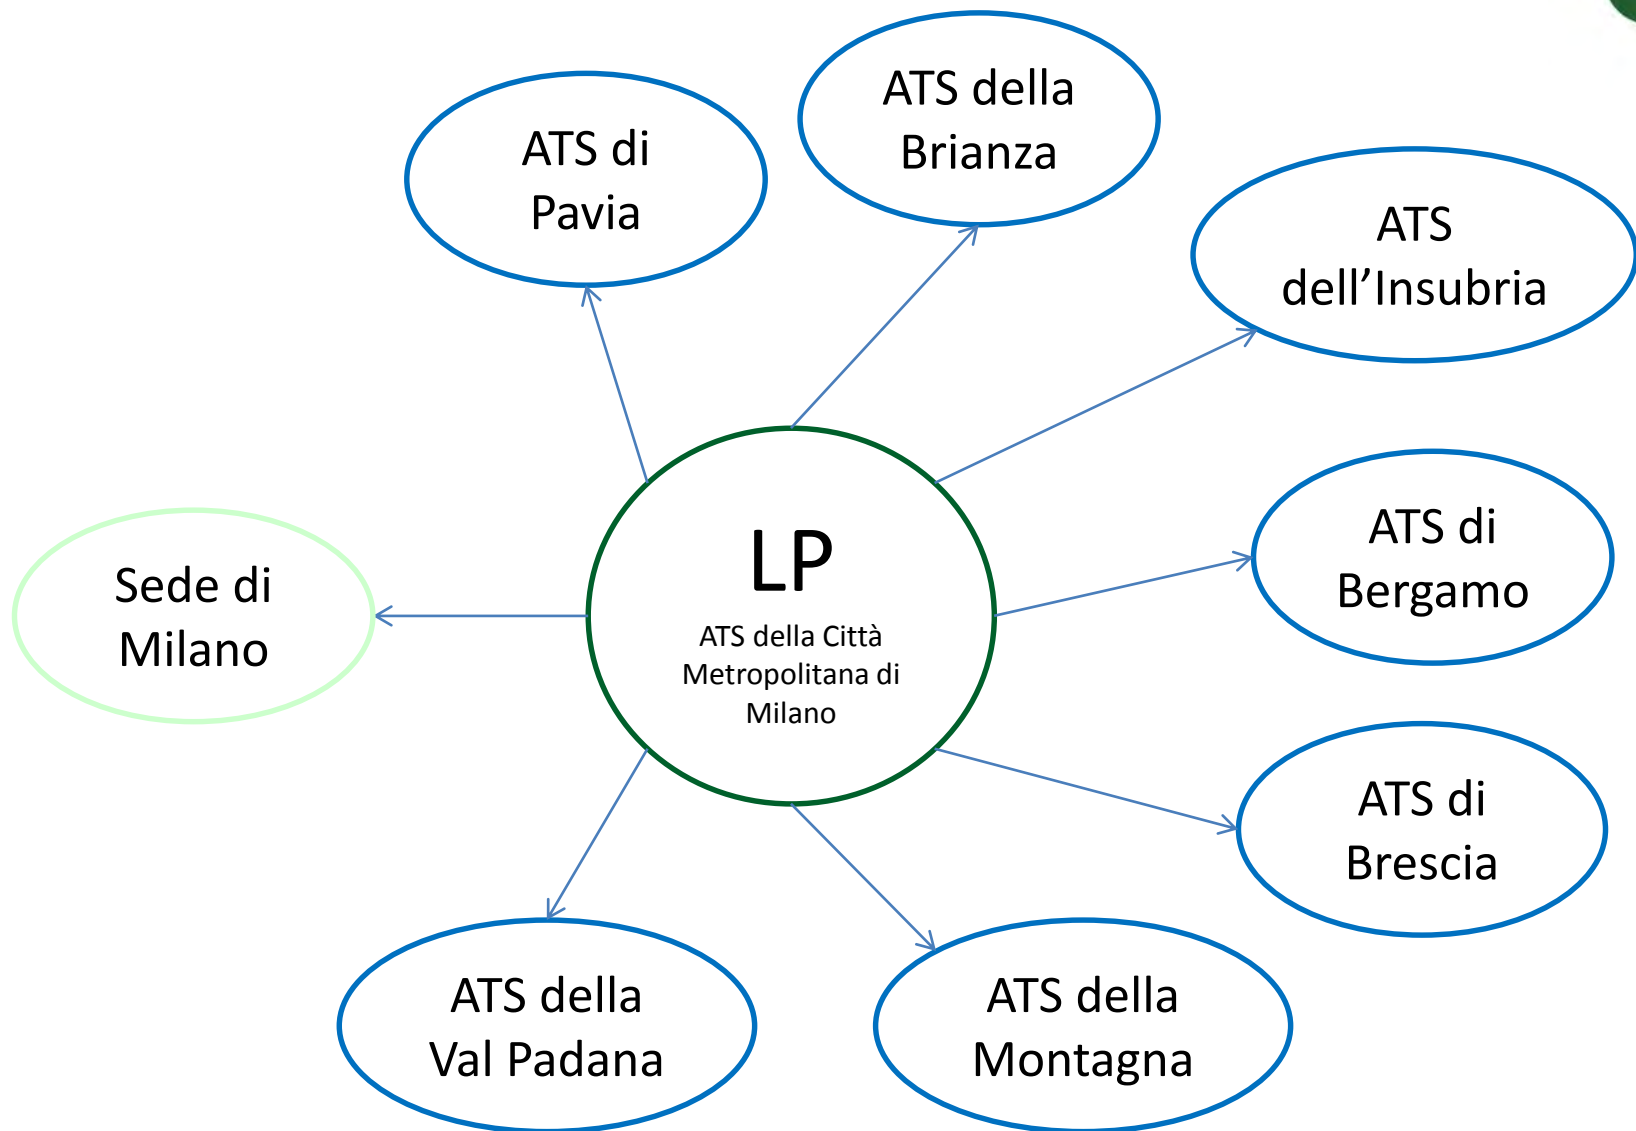 ATS della
Brianza
ATS di
Pavia
ATS
dell’Insubria
ATS di
Bergamo
LP
ATS della Città
Metropolitana di
Milano
Sede di
Milano
ATS di
Brescia
ATS della
Val Padana
ATS della
Montagna